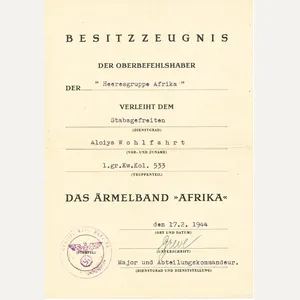 BESITZZEUGNIS
DER OBERBEFEHLSHABER
DER "Heeresgruppe Afrika"
VERLEIHT DEM
Stabsgefreiten
(DIENSTGRAD)
Aloiys Wohlfahrt
(VOR- UND ZUNAME)
1.gr.Kw.Kol. 533
(TRUPPENTEIL)
DAS ÄRMELBAND »AFRIKA«
den 17.2. 1944
(ORT UND DATUM)
(UNTERSCHRIFT)
Major und Abteilungskommandeur.
(DIENSTGRAD UND DIENSTSTELLUNG)